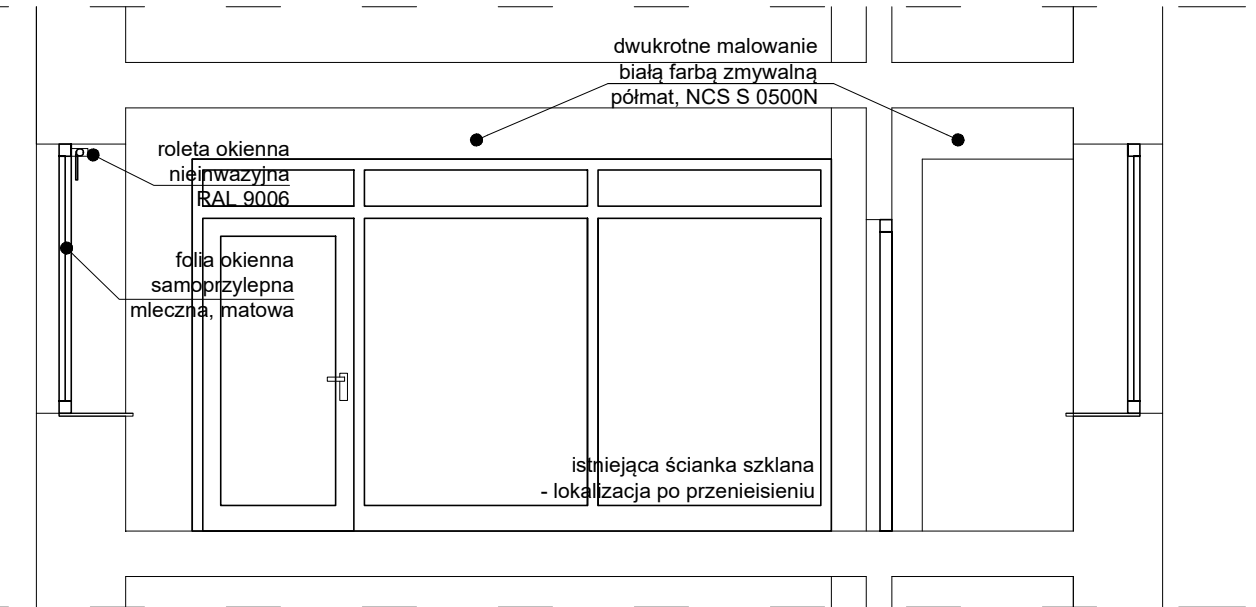 dwukrotne malowanie
białą farbą zmywalną
półmat, NCS S 0500N
roleta okienna
nieinwazyjna
RAL 9006
folia okienna
samoprzylepna
mleczna, matowa
istniejąca ścianka szklana
- lokalizacja po przenieisieniu